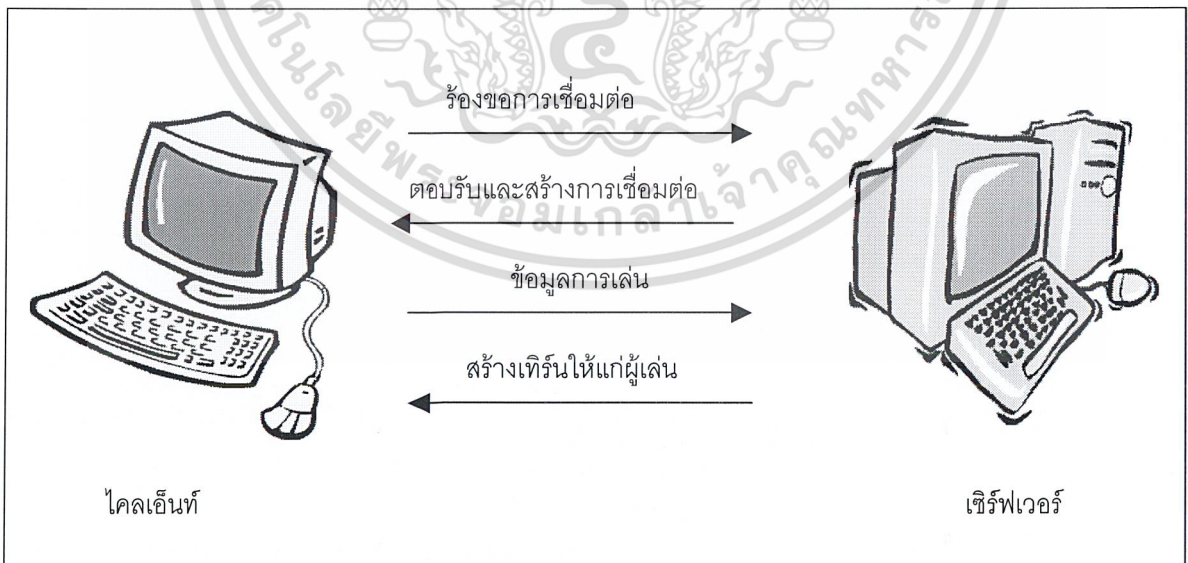 ร้องขอการเชื่อมต่อ
ตอบรับและสร้างการเชื่อมต่อ
ข้อมูลการเล่น
สร้างเทิร์นให้แก่ผู้เล่น
ไคลเอ็นท์
เซิร์ฟเวอร์